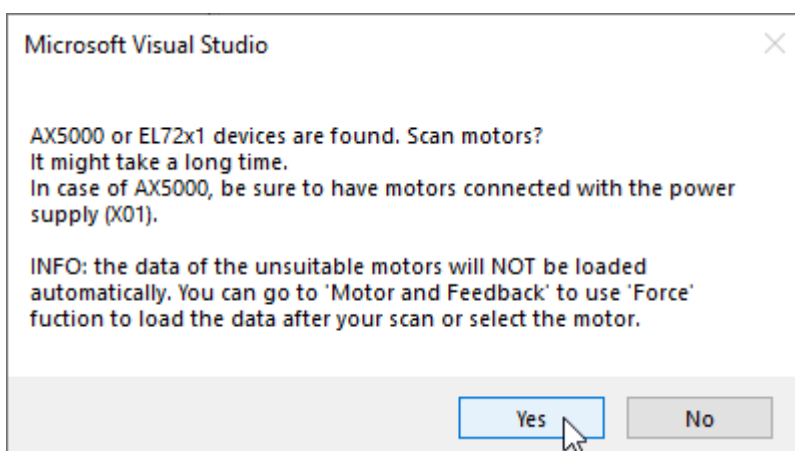 Microsoft Visual Studio
AX5000 or EL72x1 devices are found. Scan motors?
It might take a long time.
In case of AX5000, be sure to have motors connected with the power
supply (X01).
INFO: the data of the unsuitable motors will NOT be loaded
automatically. You can go to 'Motor and Feedback' to use 'Force'
fuction to load the data after your scan or select the motor.
Yes No